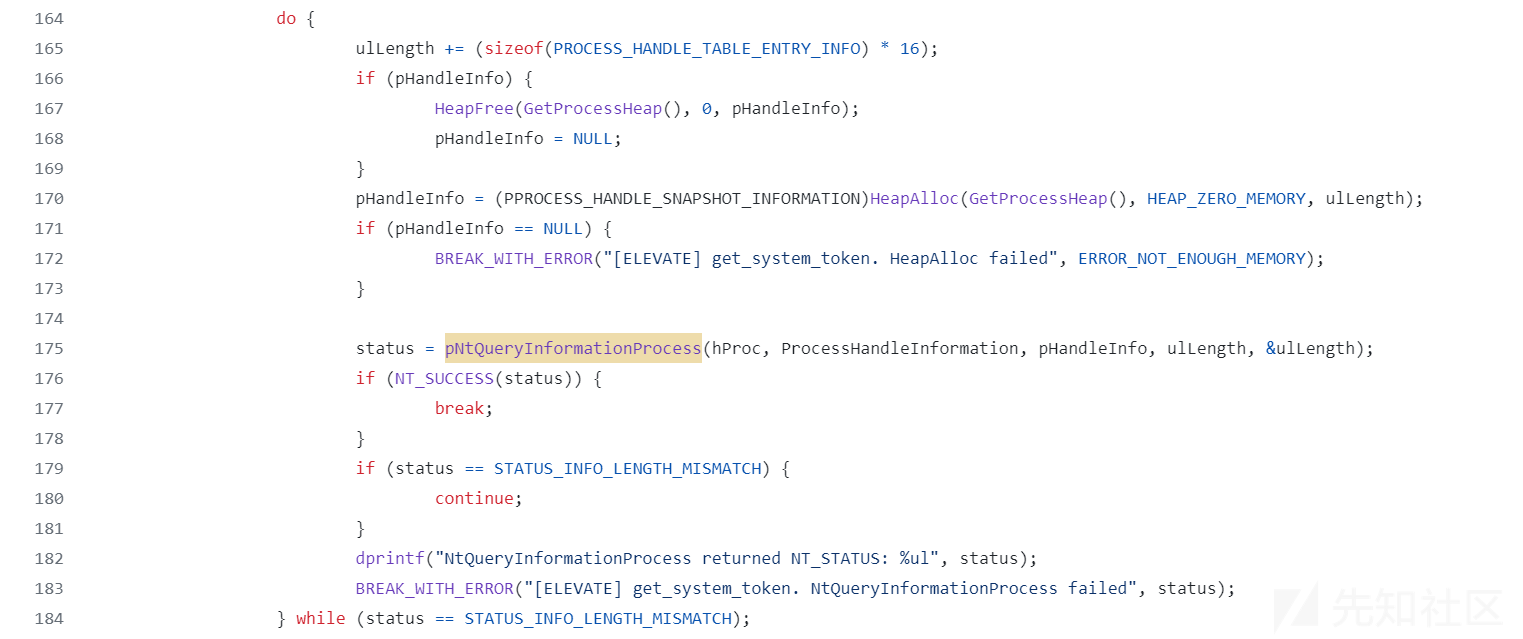 164 do {
165 ulLength += (sizeof(PROCESS_HANDLE_TABLE_ENTRY_INFO) * 16);
166 if (pHandleInfo) {
167 HeapFree(GetProcessHeap(), 0, pHandleInfo);
168 pHandleInfo = NULL;
169 }
170 pHandleInfo = (PPROCESS_HANDLE_SNAPSHOT_INFORMATION)HeapAlloc(GetProcessHeap(), HEAP_ZERO_MEMORY, ulLength);
171 if (pHandleInfo == NULL) {
172 BREAK_WITH_ERROR("[ELEVATE] get_system_token. HeapAlloc failed", ERROR_NOT_ENOUGH_MEMORY);
173 }
174
175 status = pNtQueryInformationProcess(hProc, ProcessHandleInformation, pHandleInfo, ulLength, &ulLength);
176 if (NT_SUCCESS(status)) {
177 break;
178 }
179 if (status == STATUS_INFO_LENGTH_MISMATCH) {
180 continue;
181 }
182 dprintf("NtQueryInformationProcess returned NT_STATUS: %ul", status);
183 BREAK_WITH_ERROR("[ELEVATE] get_system_token. NtQueryInformationProcess failed", status);
184 } while (status == STATUS_INFO_LENGTH_MISMATCH);
先知社区